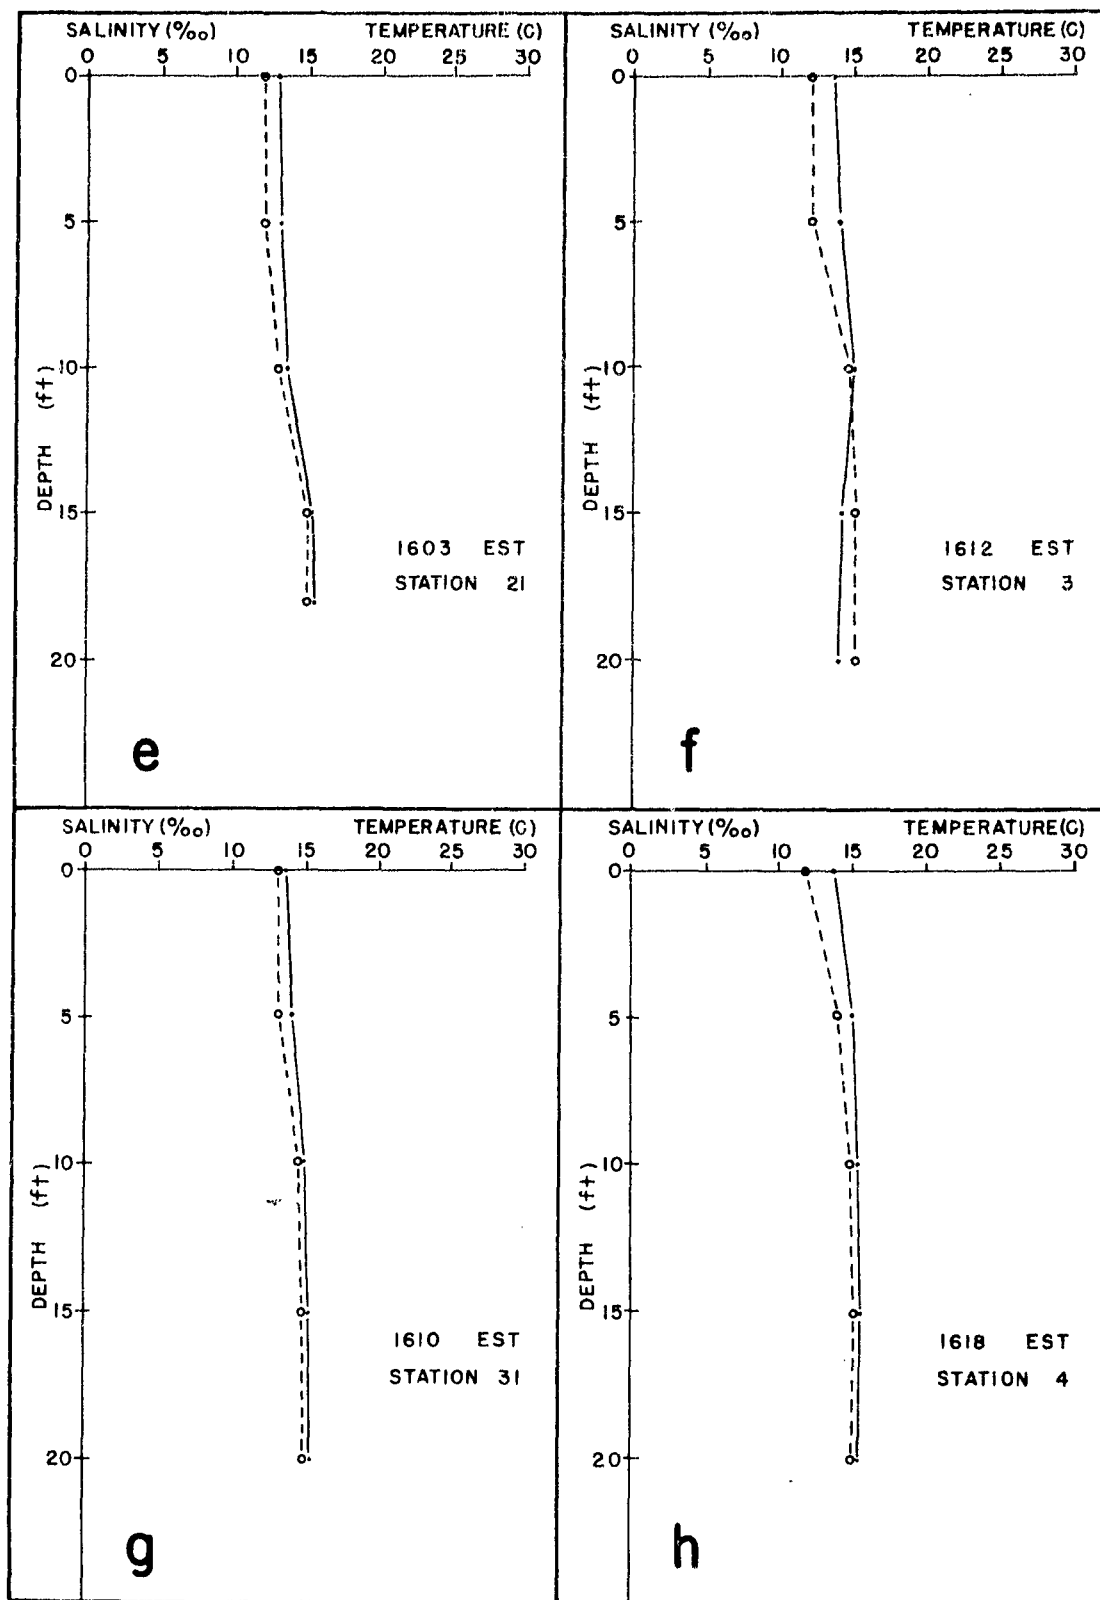 SALINITY (‰) TEMPERATURE (C)
0 5 10 15 20 25 30
0
5
10
15
20
DEPTH (ft)
1603 EST
STATION 21
e
SALINITY (‰) TEMPERATURE (C)
0 5 10 15 20 25 30
0
5
10
15
20
DEPTH (ft)
1612 EST
STATION 3
f
SALINITY (‰) TEMPERATURE (C)
0 5 10 15 20 25 30
0
5
10
15
20
DEPTH (ft)
1610 EST
STATION 31
g
SALINITY (‰) TEMPERATURE (C)
0 5 10 15 20 25 30
0
5
10
15
20
DEPTH (ft)
1618 EST
STATION 4
h